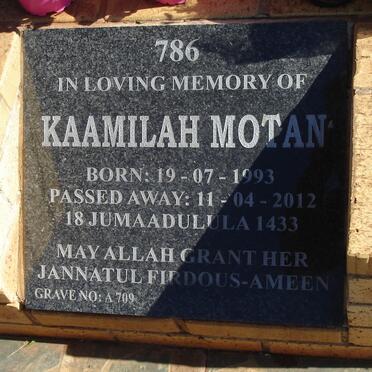 786
IN LOVING MEMORY OF
KAAMILAH MOTAN
BORN: 19 - 07 - 1993
PASSED AWAY: 11 - 04 - 2012
18 JUMAADULULA 1433
MAY ALLAH GRANT HER
JANNATUL FIRDOUS-AMEEN
GRAVE NO: A 709